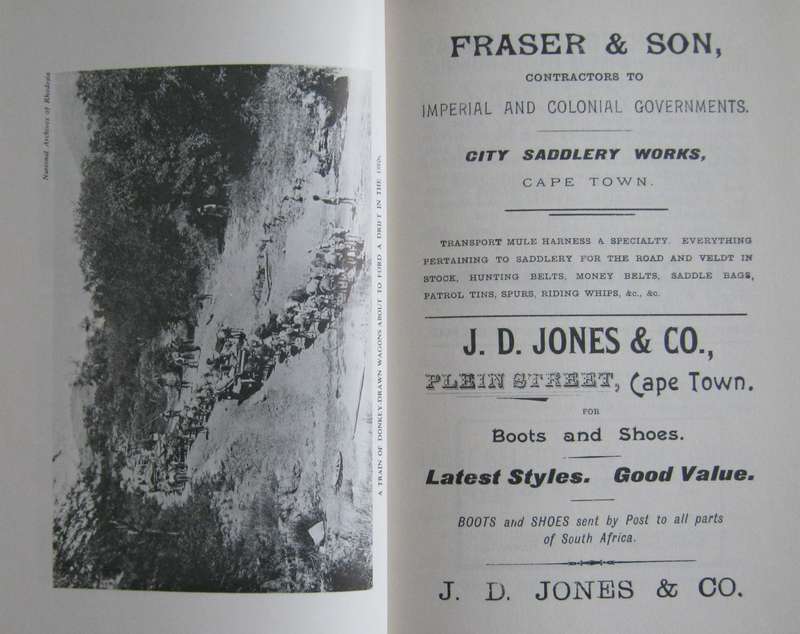 National Archives of Rhodesia
A TRAIN OF DONKEY-DRAWN WAGONS ABOUT TO FORD A DRIFT IN THE 1890s.
FRASER & SON,
CONTRACTORS TO
IMPERIAL AND COLONIAL GOVERNMENTS.
CITY SADDLERY WORKS,
CAPE TOWN.
TRANSPORT MULE HARNESS A SPECIALTY. EVERYTHING
PERTAINING TO SADDLERY FOR THE ROAD AND VELDT IN
STOCK, HUNTING BELTS, MONEY BELTS, SADDLE BAGS,
PATROL TINS, SPURS, RIDING WHIPS, &c., &c.
J. D. JONES & CO.,
PLEIN STREET, Cape Town.
FOR
Boots and Shoes.
Latest Styles. Good Value.
BOOTS and SHOES sent by Post to all parts
of South Africa.
J. D. JONES & CO.